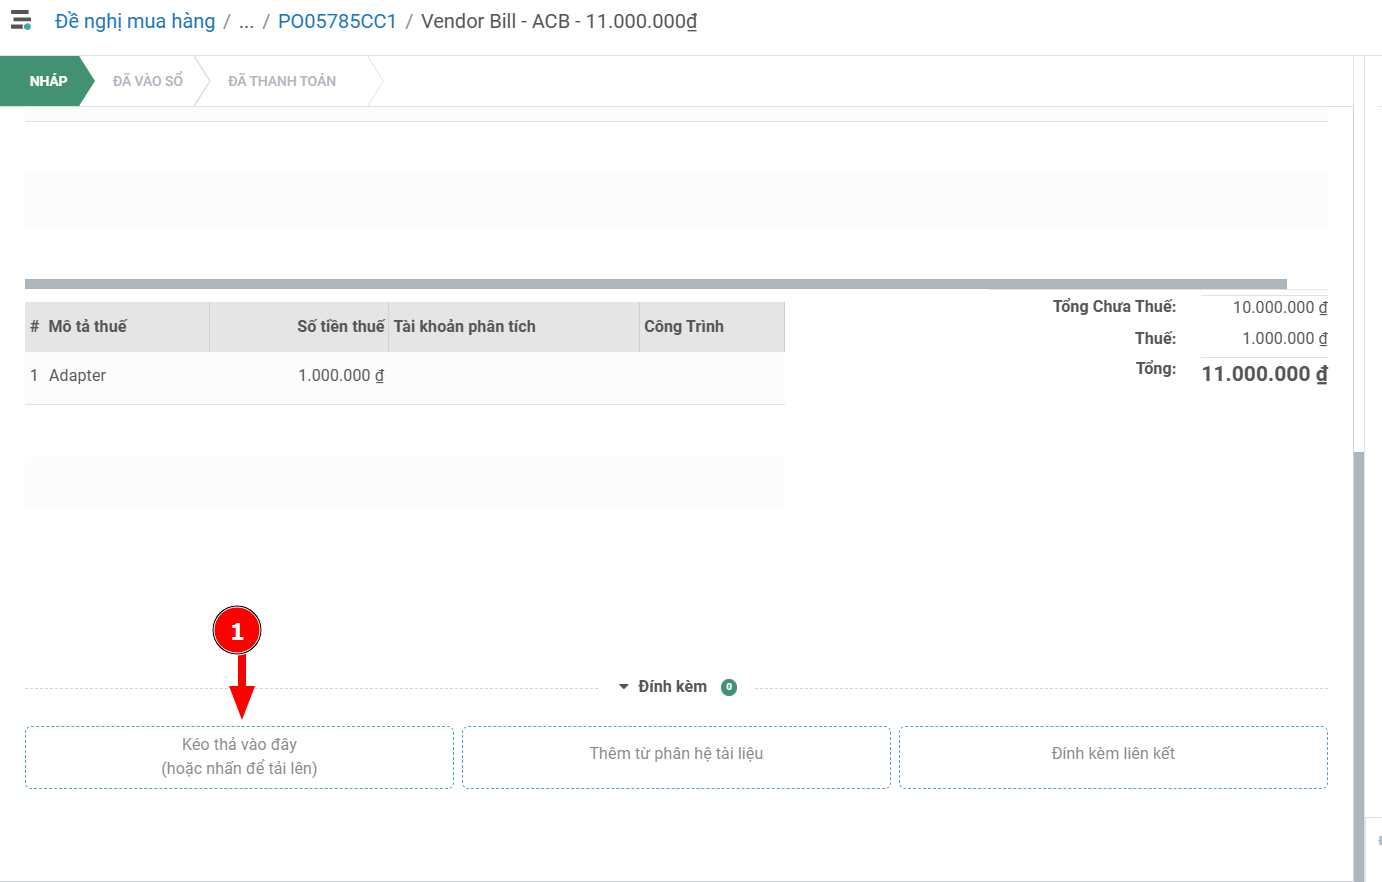 Đề nghị mua hàng / ... / PO05785CC1 / Vendor Bill - ACB - 11.000.000₫
NHÁP ĐÃ VÀO SỔ ĐÃ THANH TOÁN
# Mô tả thuế Số tiền thuế Tài khoản phân tích Công Trình
1 Adapter 1.000.000 ₫
Tổng Chưa Thuế: 10.000.000 ₫
Thuế: 1.000.000 ₫
Tổng: 11.000.000 ₫
1
Đính kèm 0
Kéo thả vào đây
(hoặc nhấn để tải lên)
Thêm từ phân hệ tài liệu
Đính kèm liên kết